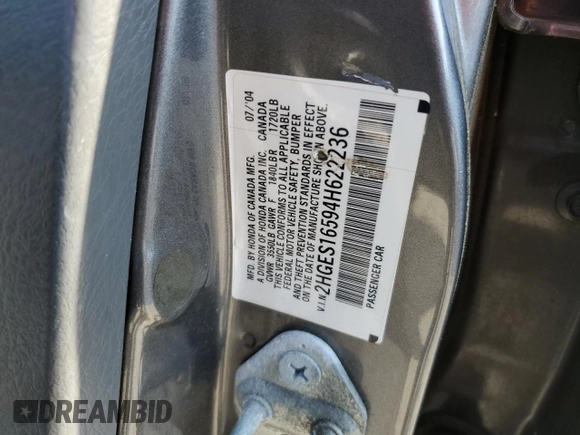 MFD. BY HONDA OF CANADA MFG. 07/'04
A DIVISION OF HONDA CANADA INC. CANADA
GVWR 3550LB GAWR F 1840LBR 1720LB
THIS VEHICLE CONFORMS TO ALL APPLICABLE
FEDERAL MOTOR VEHICLE SAFETY, BUMPER
AND THEFT PREVENTION STANDARDS IN EFFECT
ON THE DATE OF MANUFACTURE SHOWN ABOVE.
V.I.N. 2HGES16594H622236
PASSENGER CAR
DREAMBID